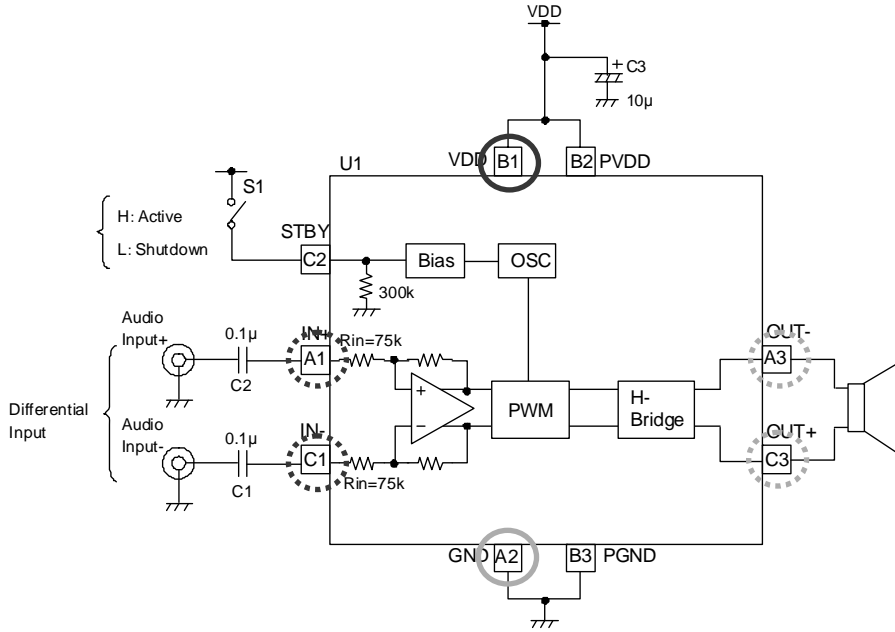 VDD
+ C3
10µ
U1
VDD B1 B2 PVDD
S1
H: Active
L: Shutdown
STBY
C2
Bias
OSC
300k
Audio
Input+
0.1µ
C2
IN+
A1
Rin=75k
OUT-
A3
+
−
PWM
H-
Bridge
Differential
Input
Audio
Input-
0.1µ
C1
IN-
C1
Rin=75k
OUT+
C3
GND A2 B3 PGND